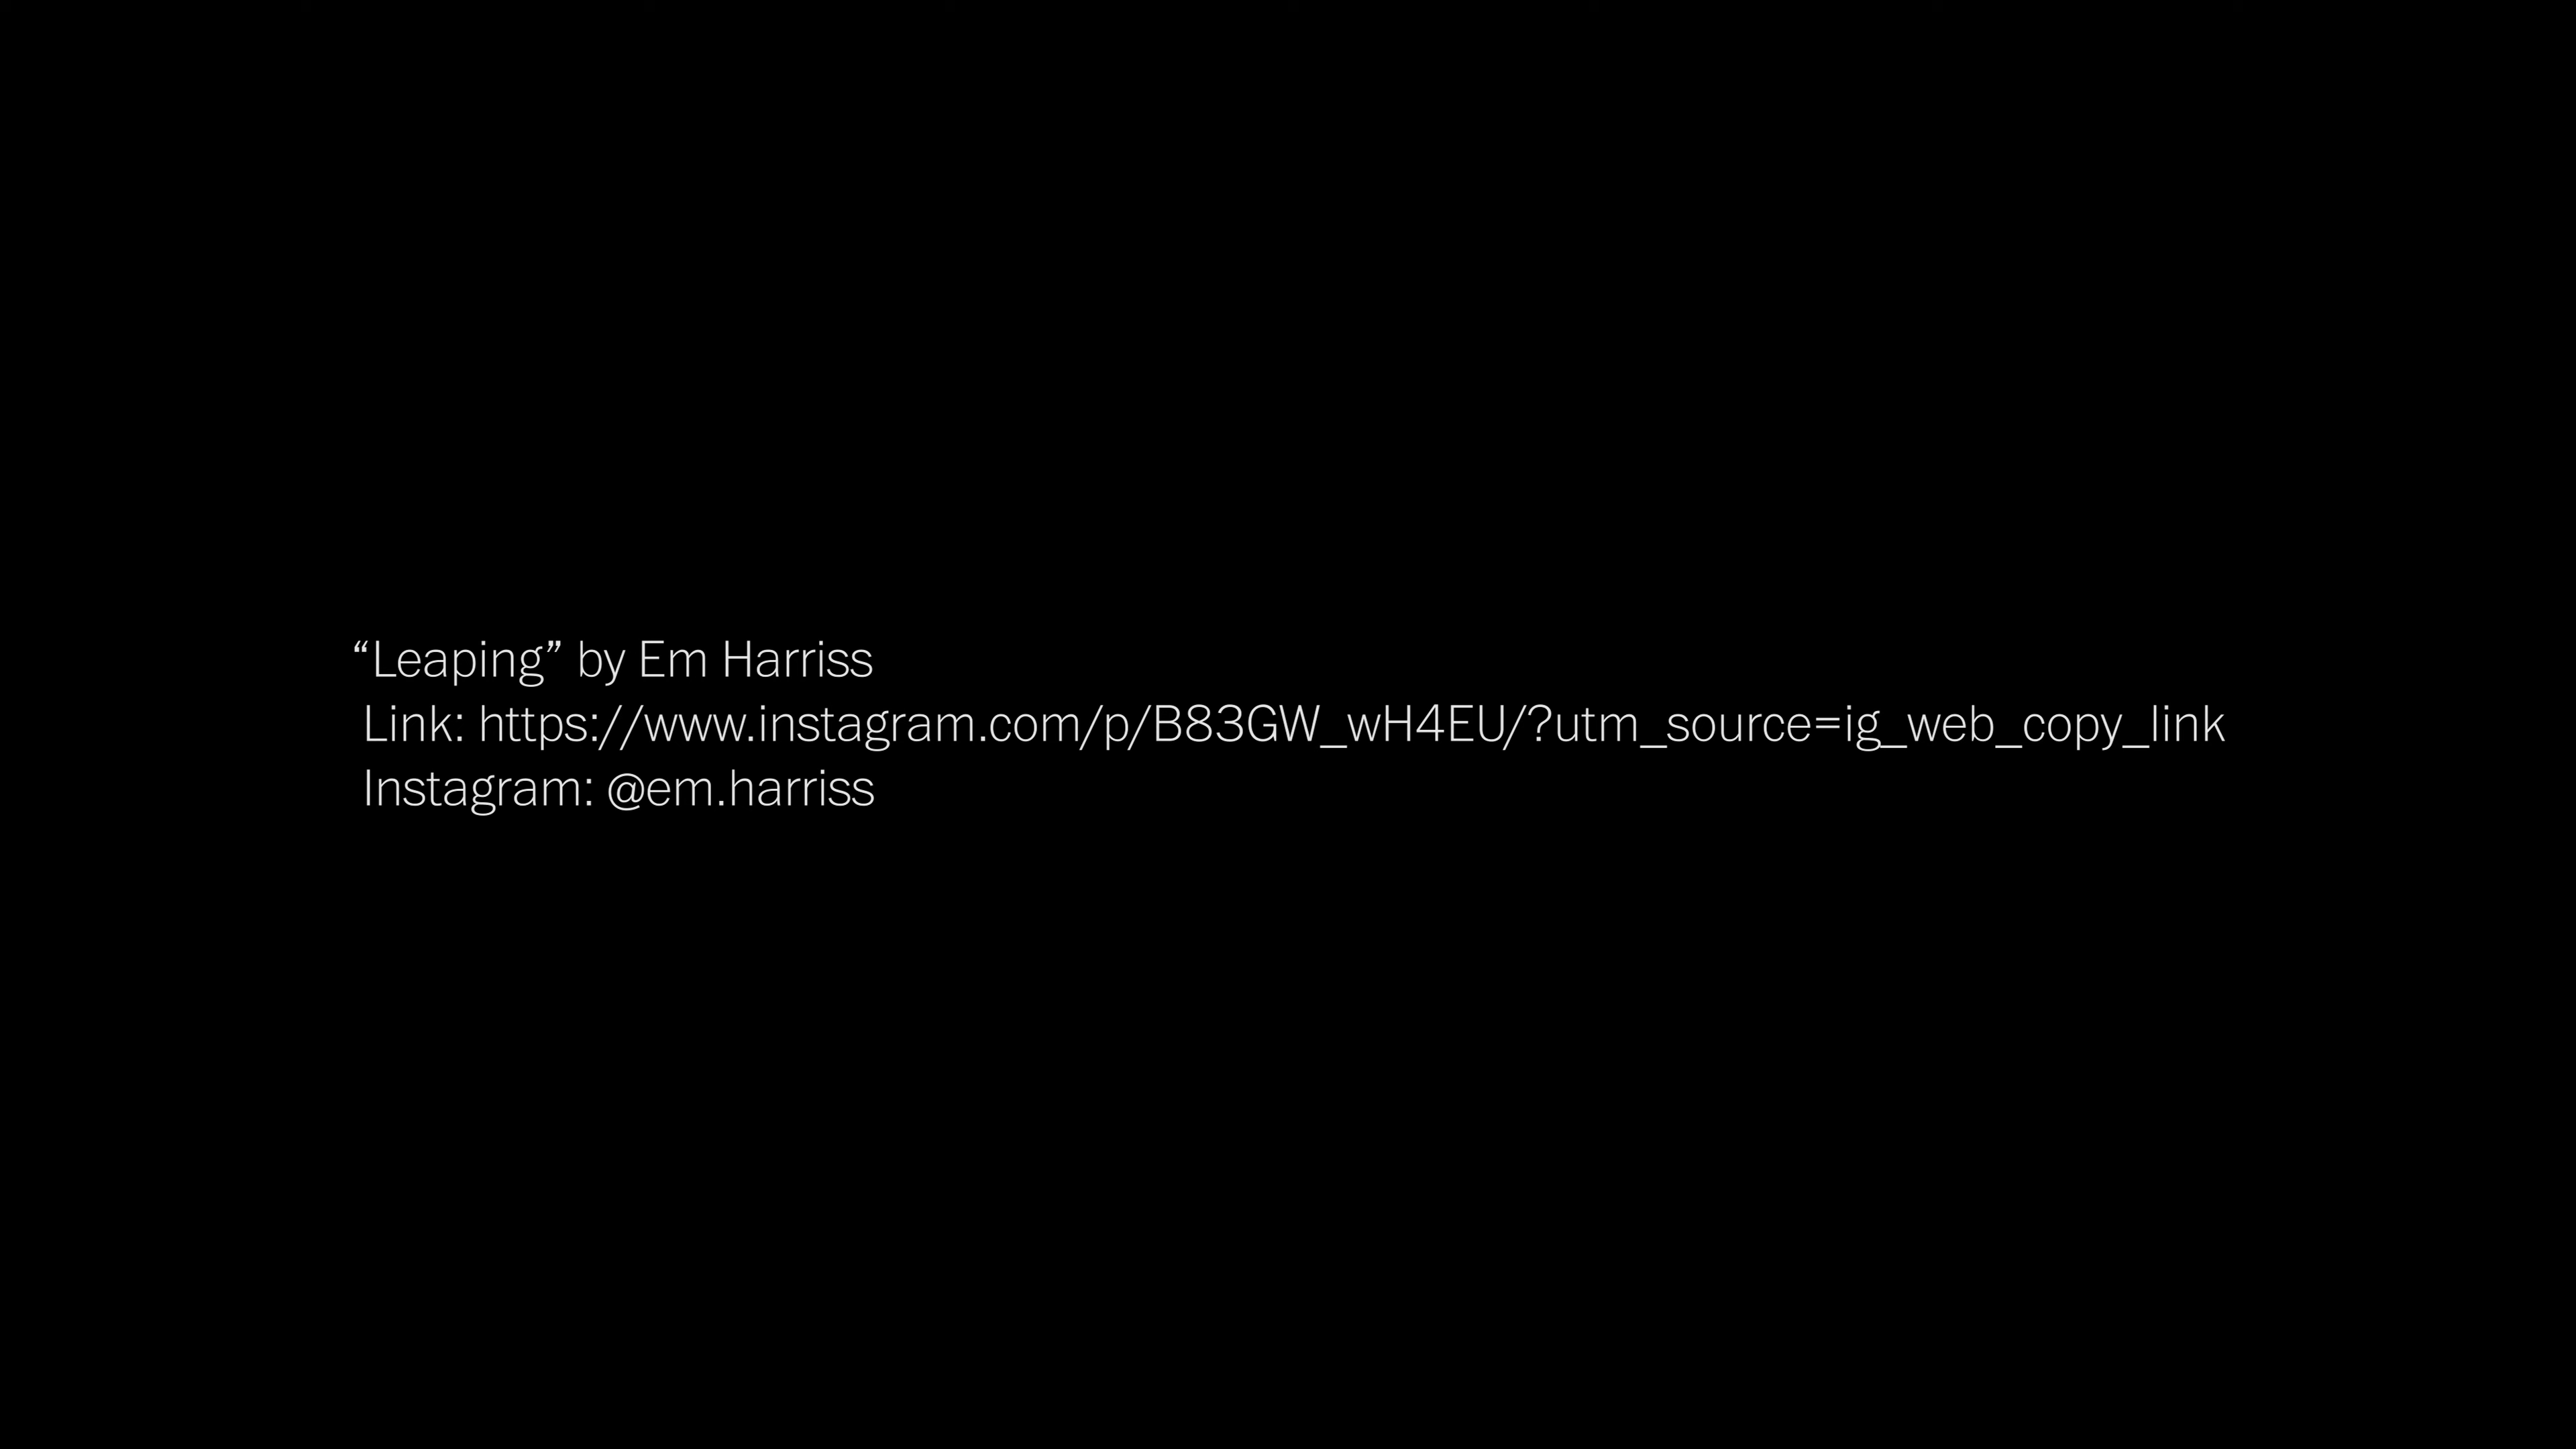 “Leaping” by Em Harriss
Link: https://www.instagram.com/p/B83GW_wH4EU/?utm_source=ig_web_copy_link
Instagram: @em.harriss